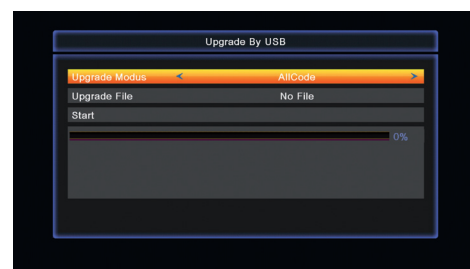 Upgrade By USB
Upgrade Modus < AllCode >
Upgrade File No File
Start
0%